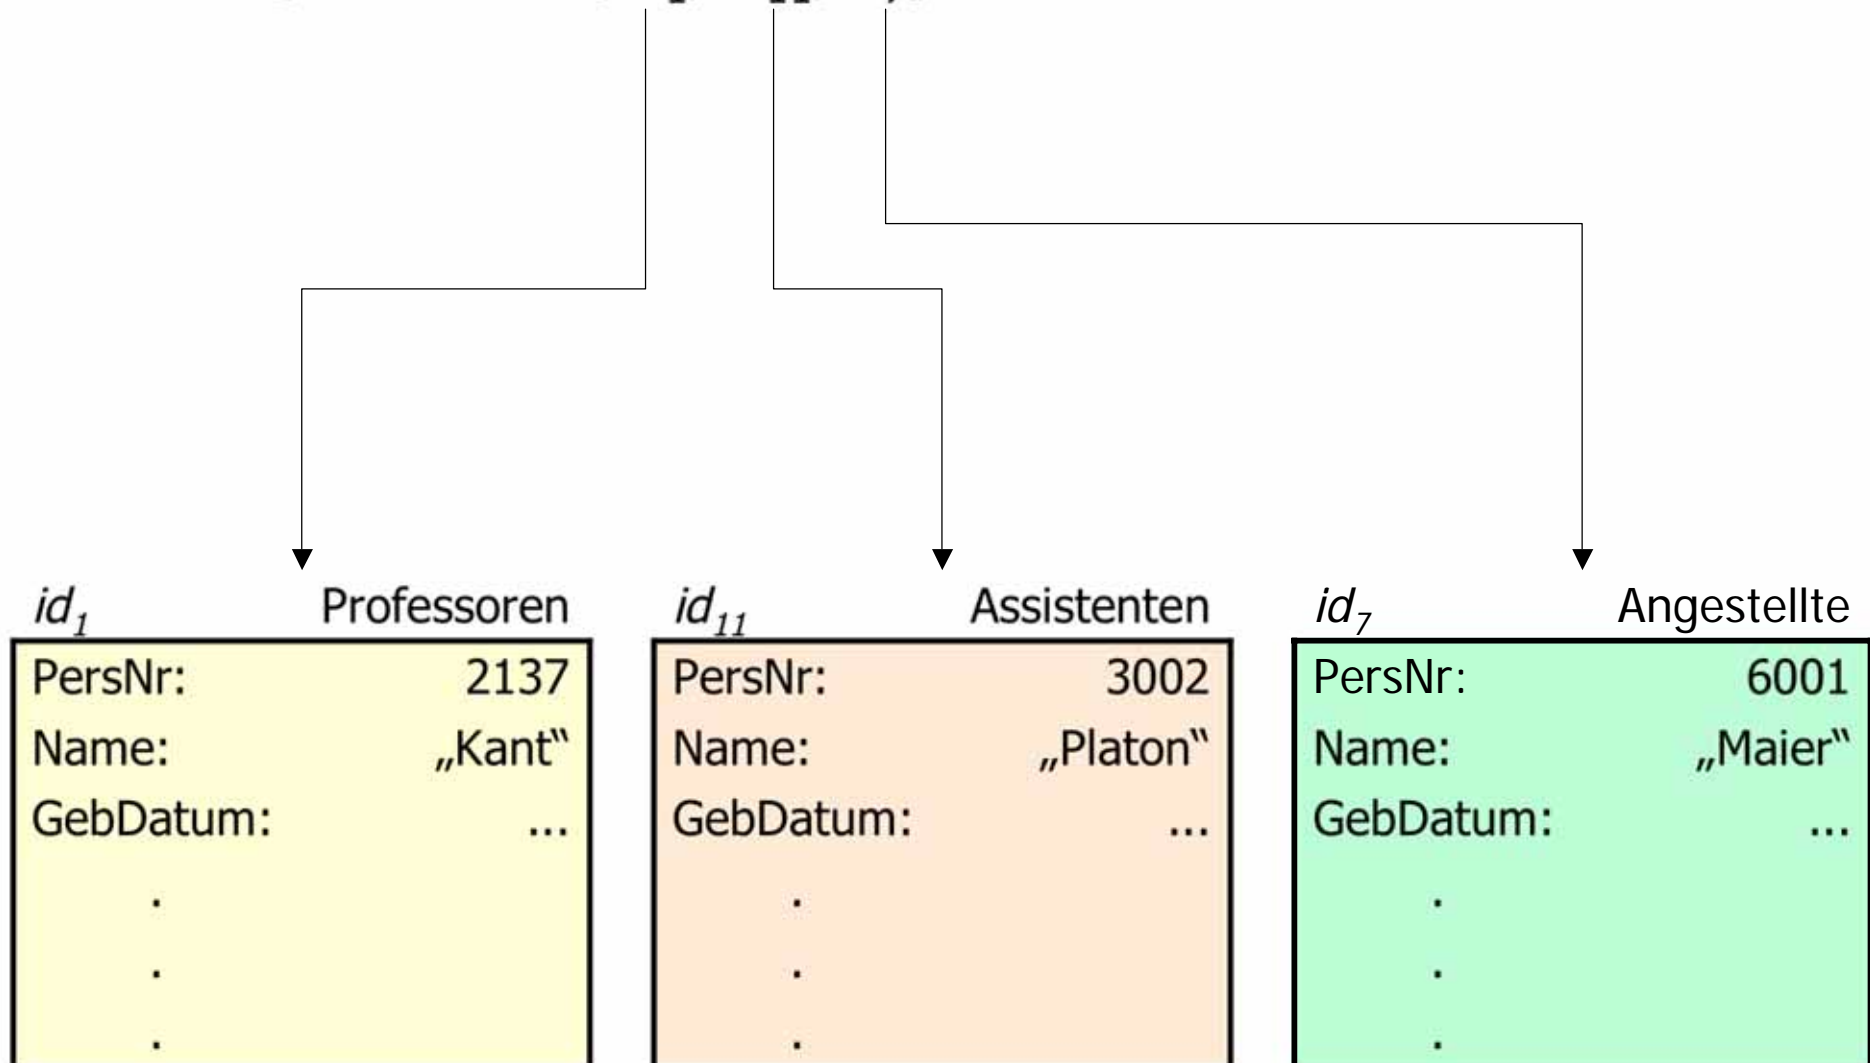 id₁ Professoren
PersNr: 2137
Name: „Kant“
GebDatum: ...
.
.
.
id₁₁ Assistenten
PersNr: 3002
Name: „Platon“
GebDatum: ...
.
.
.
id₇ Angestellte
PersNr: 6001
Name: „Maier“
GebDatum: ...
.
.
.